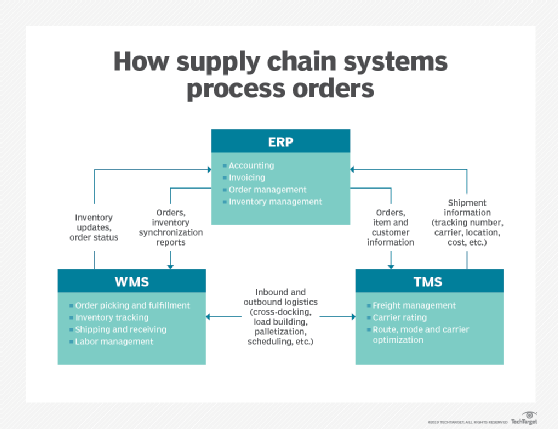 How supply chain systems
process orders
ERP
Accounting
Invoicing
Order management
Inventory management
Inventory
updates,
order status
Orders,
inventory
synchronization
reports
Orders,
item and
customer
information
Shipment
information
(tracking number,
carrier, location,
cost, etc.)
WMS
Order picking and fulfillment
Inventory tracking
Shipping and receiving
Labor management
Inbound and
outbound logistics
(cross-docking,
load building,
palletization,
scheduling, etc.)
TMS
Freight management
Carrier rating
Route, mode and carrier
optimization
TechTarget